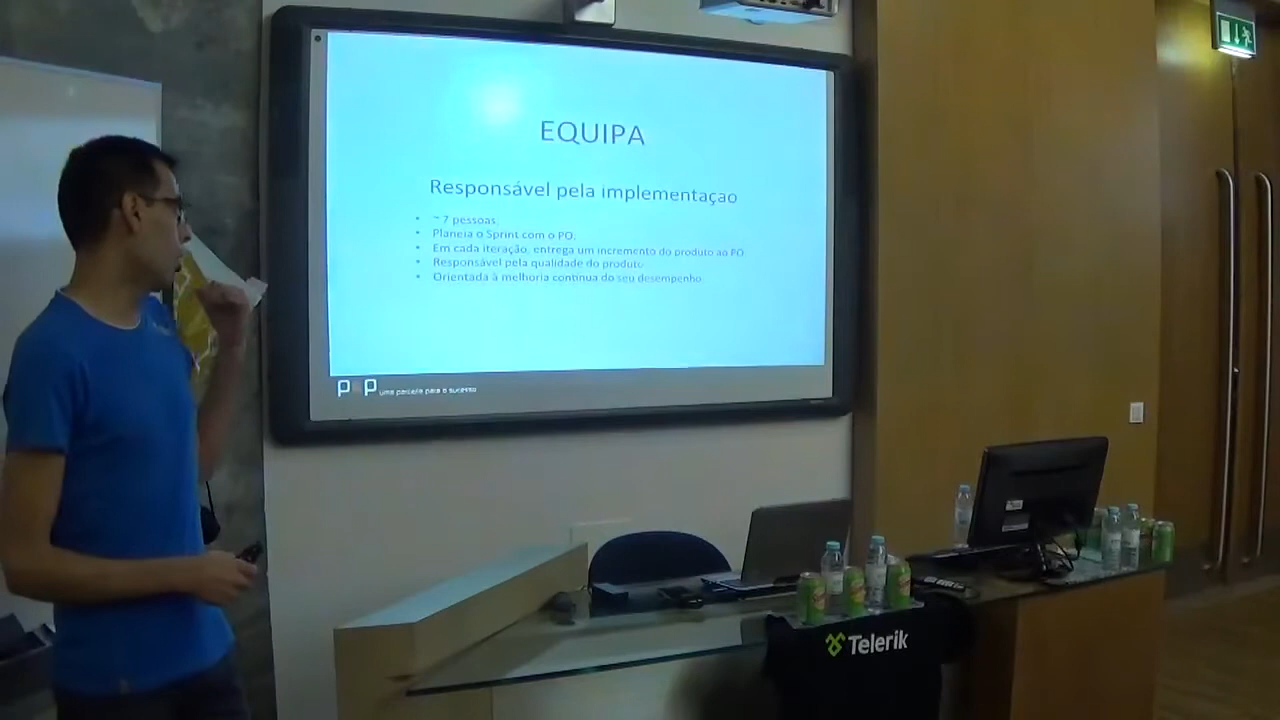 EQUIPA
Responsável pela implementaçao
• ~ 7 pessoas,
• Planeia o Sprint com o PO,
• Em cada iteração, entrega um incremento do produto ao PO
• Responsável pela qualidade do produto
• Orientada à melhoria continua do seu desempenho
uma parceria para o sucesso
Telerik